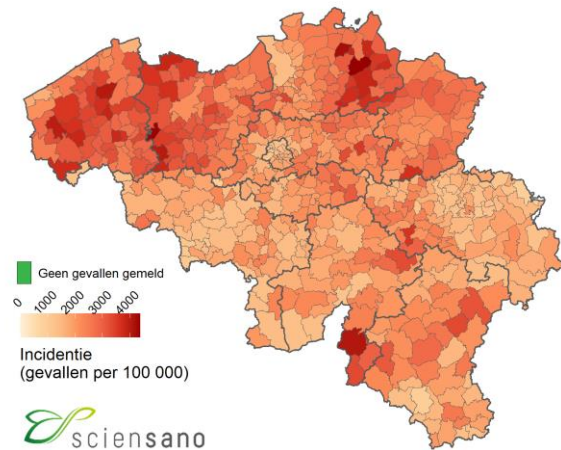 Geen gevallen gemeld
0 1000 2000 3000 4000
Incidentie
(gevallen per 100 000)
sciensano